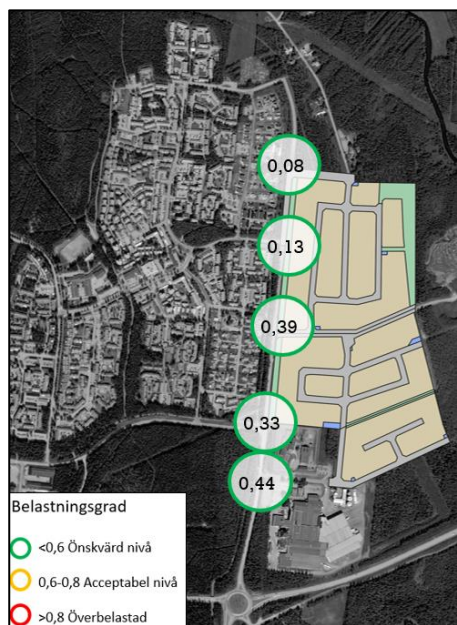 0,08
0,13
0,39
0,33
0,44
Belastningsgrad
<0,6 Önskvärd nivå
0,6-0,8 Acceptabel nivå
>0,8 Överbelastad